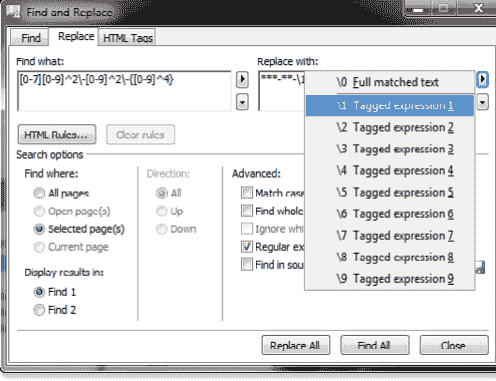 Find and Replace
Find Replace HTML Tags
Find what: Replace with:
[0-7][0-9]^2\-[0-9]^2\-{[0-9]^4} ***-**-\1
\0 Full matched text
\1 Tagged expression 1
\2 Tagged expression 2
\3 Tagged expression 3
\4 Tagged expression 4
\5 Tagged expression 5
\6 Tagged expression 6
\7 Tagged expression 7
\8 Tagged expression 8
\9 Tagged expression 9
HTML Rules... Clear rules
Search options
Find where: Direction: Advanced:
All pages All Match case
Open page(s) Up Find whole
Selected page(s) Down Ignore whi
Current page Regular ex
Display results in: Find in sou
Find 1
Find 2
Replace All Find All Close